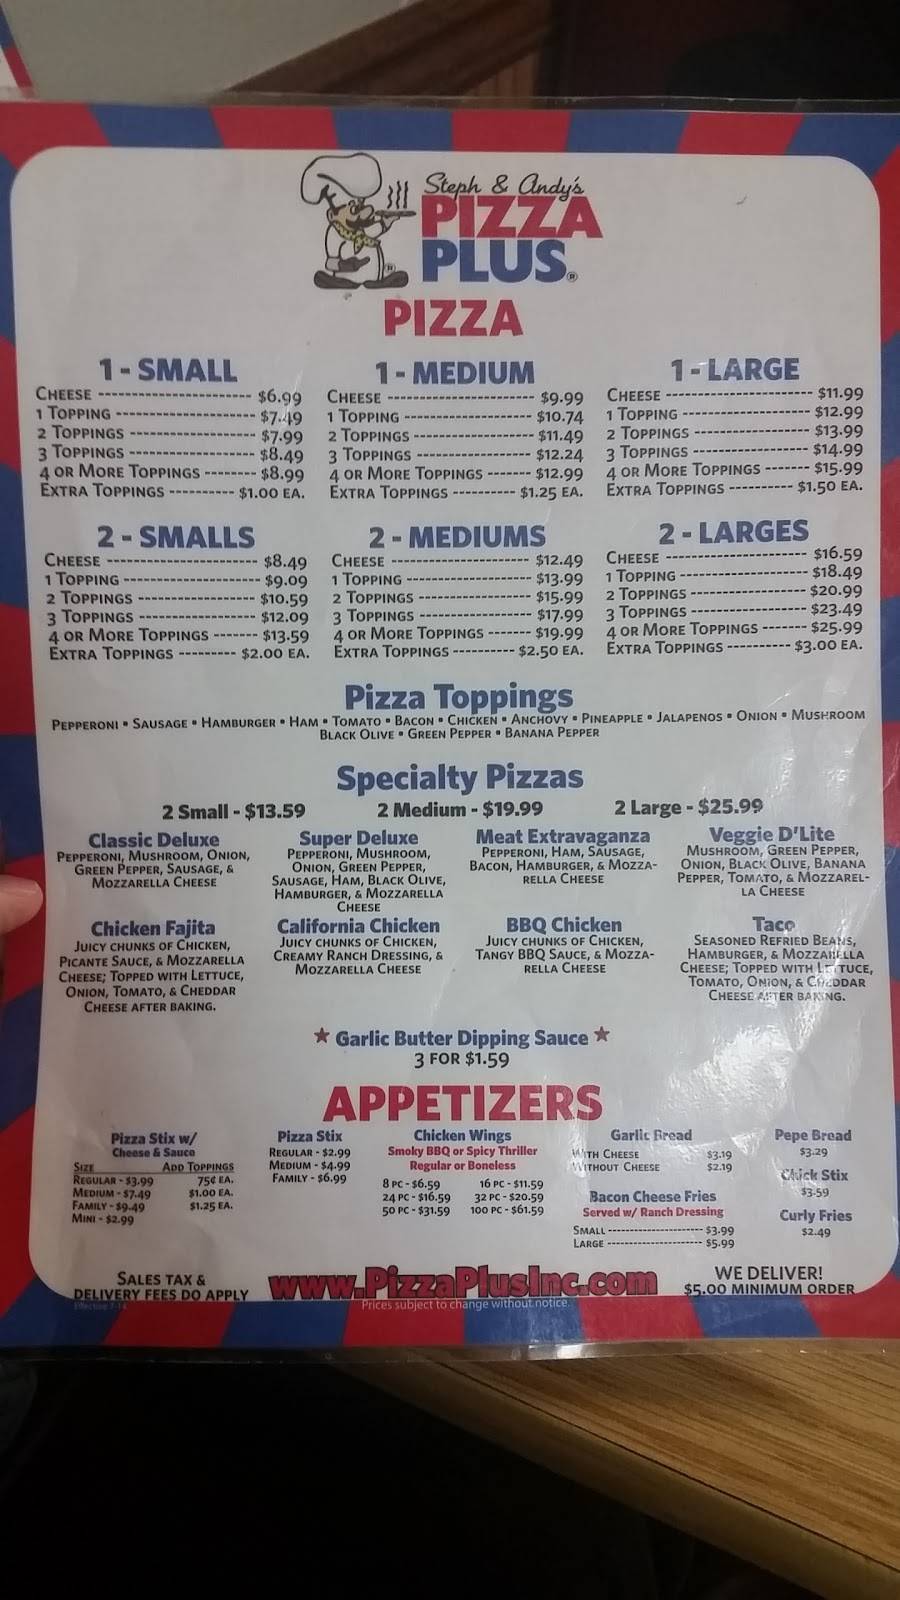 Steph & Andy's
PIZZA
PLUS®
PIZZA
1 - SMALL
CHEESE ---------- $6.99
1 TOPPING ---------- $7.49
2 TOPPINGS ---------- $7.99
3 TOPPINGS ---------- $8.49
4 OR MORE TOPPINGS ---------- $8.99
EXTRA TOPPINGS ---------- $1.00 EA.
1 - MEDIUM
CHEESE ---------- $9.99
1 TOPPING ---------- $10.74
2 TOPPINGS ---------- $11.49
3 TOPPINGS ---------- $12.24
4 OR MORE TOPPINGS ---------- $12.99
EXTRA TOPPINGS ---------- $1.25 EA.
1 - LARGE
CHEESE ---------- $11.99
1 TOPPING ---------- $12.99
2 TOPPINGS ---------- $13.99
3 TOPPINGS ---------- $14.99
4 OR MORE TOPPINGS ---------- $15.99
EXTRA TOPPINGS ---------- $1.50 EA.
2 - SMALLS
CHEESE ---------- $8.49
1 TOPPING ---------- $9.09
2 TOPPINGS ---------- $10.59
3 TOPPINGS ---------- $12.09
4 OR MORE TOPPINGS ------- $13.59
EXTRA TOPPINGS --------- $2.00 EA.
2 - MEDIUMS
CHEESE ---------- $12.49
1 TOPPING ---------- $13.99
2 TOPPINGS ---------- $15.99
3 TOPPINGS ---------- $17.99
4 OR MORE TOPPINGS ------- $19.99
EXTRA TOPPINGS ---------- $2.50 EA.
2 - LARGES
CHEESE ---------- $16.59
1 TOPPING ---------- $18.49
2 TOPPINGS ---------- $20.99
3 TOPPINGS ---------- $23.49
4 OR MORE TOPPINGS ------- $25.99
EXTRA TOPPINGS ---------- $3.00 EA.
Pizza Toppings
PEPPERONI • SAUSAGE • HAMBURGER • HAM • TOMATO • BACON • CHICKEN • ANCHOVY • PINEAPPLE • JALAPENOS • ONION • MUSHROOM
BLACK OLIVE • GREEN PEPPER • BANANA PEPPER
Specialty Pizzas
2 Small - $13.59 2 Medium - $19.99 2 Large - $25.99
Classic Deluxe
PEPPERONI, MUSHROOM, ONION,
GREEN PEPPER, SAUSAGE, &
MOZZARELLA CHEESE
Super Deluxe
PEPPERONI, MUSHROOM,
ONION, GREEN PEPPER,
SAUSAGE, HAM, BLACK OLIVE,
HAMBURGER, & MOZZARELLA
CHEESE
Meat Extravaganza
PEPPERONI, HAM, SAUSAGE,
BACON, HAMBURGER, & MOZZA-
RELLA CHEESE
Veggie D'Lite
MUSHROOM, GREEN PEPPER,
ONION, BLACK OLIVE, BANANA
PEPPER, TOMATO, & MOZZAREL-
LA CHEESE
Chicken Fajita
JUICY CHUNKS OF CHICKEN,
PICANTE SAUCE, & MOZZARELLA
CHEESE; TOPPED WITH LETTUCE,
ONION, TOMATO, & CHEDDAR
CHEESE AFTER BAKING.
California Chicken
JUICY CHUNKS OF CHICKEN,
CREAMY RANCH DRESSING, &
MOZZARELLA CHEESE
BBQ Chicken
JUICY CHUNKS OF CHICKEN,
TANGY BBQ SAUCE, & MOZZA-
RELLA CHEESE
Taco
SEASONED REFRIED BEANS,
HAMBURGER, & MOZZARELLA
CHEESE; TOPPED WITH LETTUCE,
TOMATO, ONION, & CHEDDAR
CHEESE AFTER BAKING.
★ Garlic Butter Dipping Sauce ★
3 FOR $1.59
APPETIZERS
Pizza Stix w/
Cheese & Sauce
SIZE ADD TOPPINGS
REGULAR - $3.99 75¢ EA.
MEDIUM - $7.49 $1.00 EA.
FAMILY - $9.49 $1.25 EA.
MINI - $2.99
Pizza Stix
REGULAR - $2.99
MEDIUM - $4.99
FAMILY - $6.99
Chicken Wings
Smoky BBQ or Spicy Thriller
Regular or Boneless
8 PC - $6.59 16 PC - $11.59
24 PC - $16.59 32 PC - $20.59
50 PC - $31.59 100 PC - $61.59
Garlic Bread
WITH CHEESE $3.19
WITHOUT CHEESE $2.19
Bacon Cheese Fries
Served w/ Ranch Dressing
SMALL ---------- $3.99
LARGE ---------- $5.99
Pepe Bread
$3.29
Chick Stix
$3.59
Curly Fries
$2.49
SALES TAX &
DELIVERY FEES DO APPLY
www.PizzaPlusInc.com
WE DELIVER!
$5.00 MINIMUM ORDER
Effective 7-14
Prices subject to change without notice.